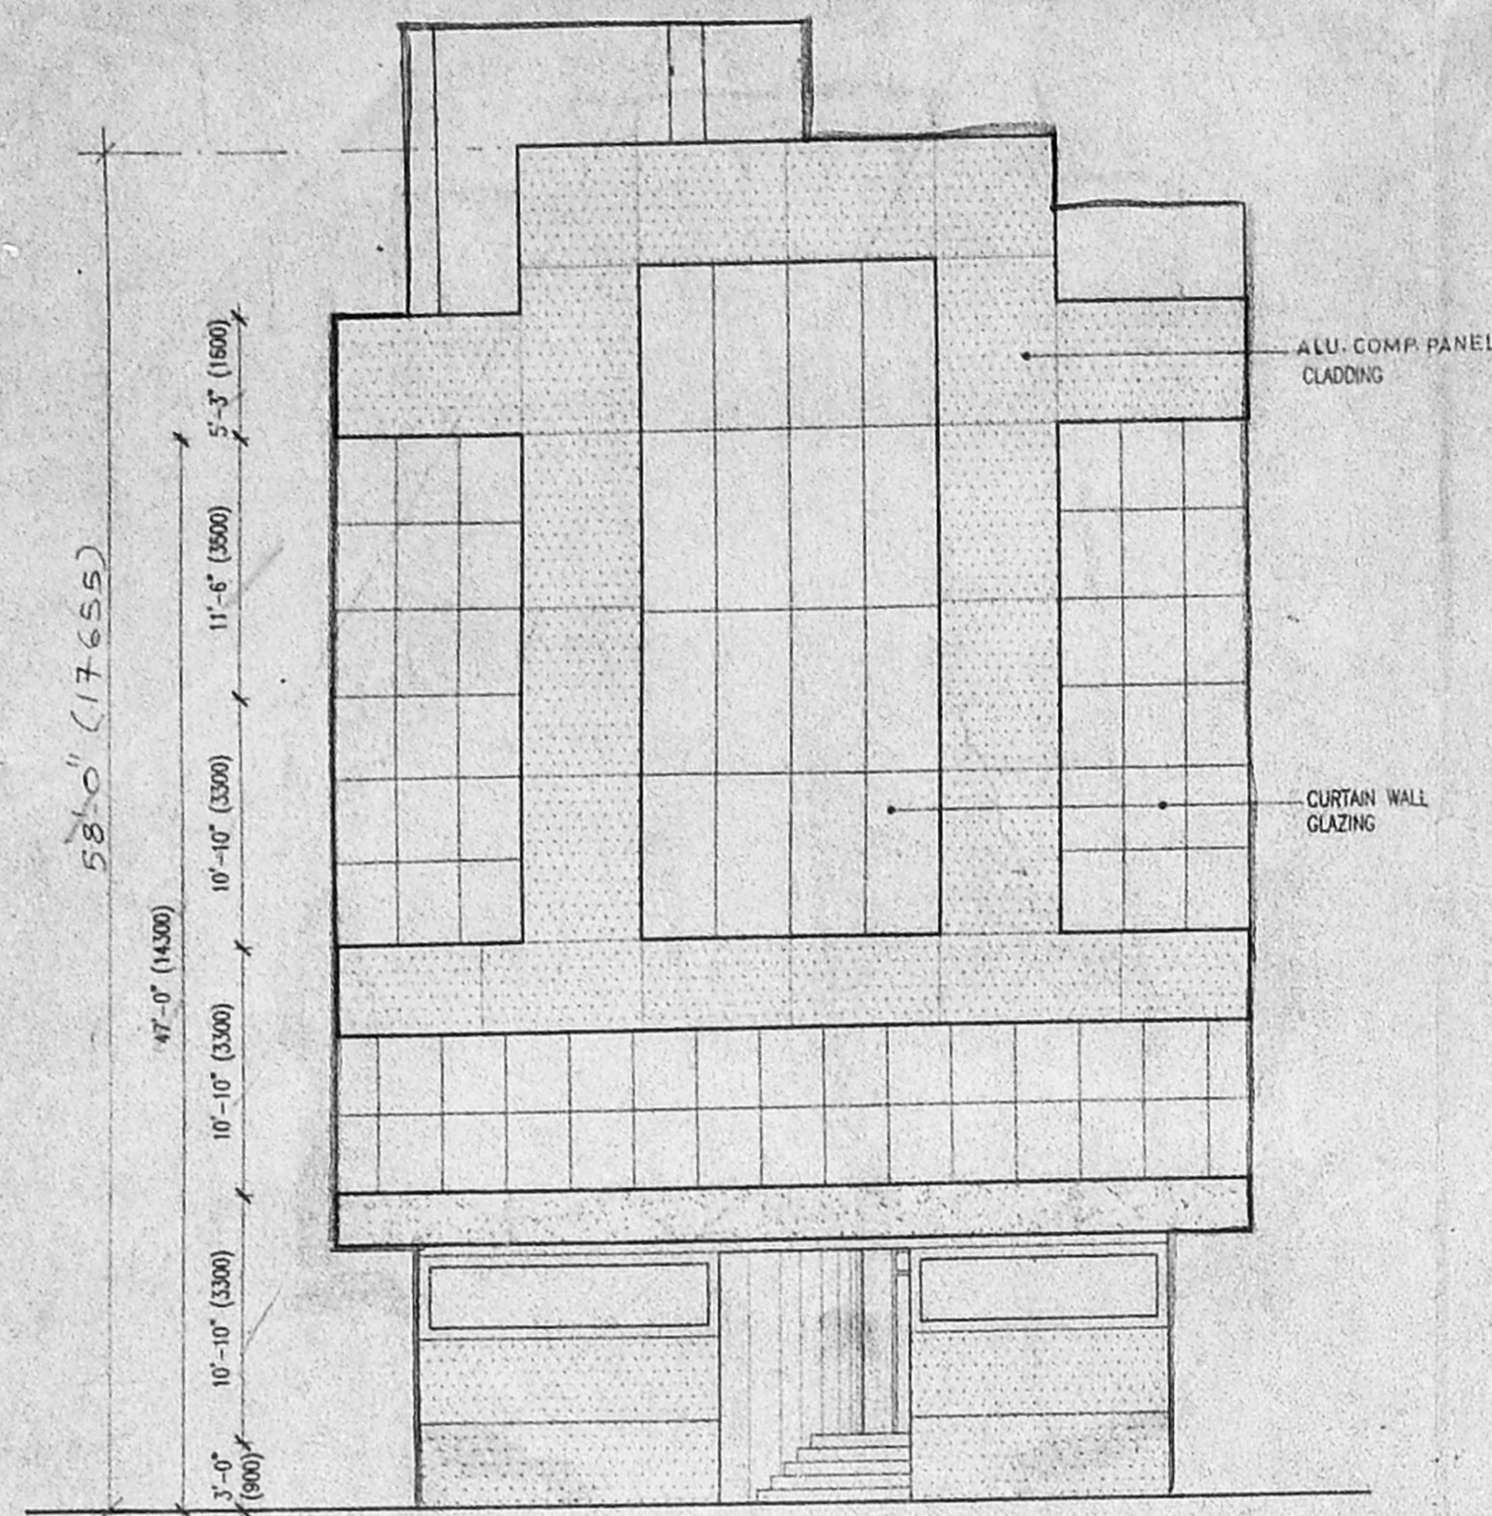 ALU. COMP. PANEL
CLADDING
CURTAIN WALL
GLAZING
58'-0" (17655)
47'-0" (14300)
5'-3" (1600)
11'-6" (3500)
10'-10" (3300)
10'-10" (3300)
10'-10" (3300)
3'-0"
(900)